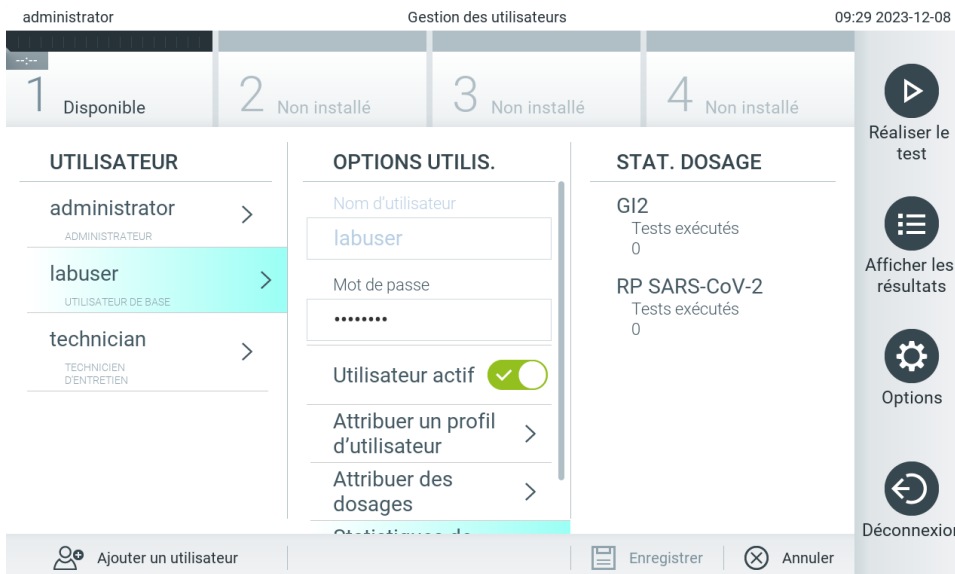 administrator
Gestion des utilisateurs
09:29 2023-12-08
--:--
1 Disponible
2 Non installé
3 Non installé
4 Non installé
UTILISATEUR
administrator
ADMINISTRATEUR
labuser
UTILISATEUR DE BASE
technician
TECHNICIEN
D'ENTRETIEN
OPTIONS UTILIS.
Nom d'utilisateur
labuser
Mot de passe
••••••••
Utilisateur actif
Attribuer un profil
d'utilisateur
Attribuer des
dosages
Statistiques de
STAT. DOSAGE
GI2
Tests exécutés
0
RP SARS-CoV-2
Tests exécutés
0
Réaliser le
test
Afficher les
résultats
Options
Déconnexion
Ajouter un utilisateur
Enregistrer
Annuler